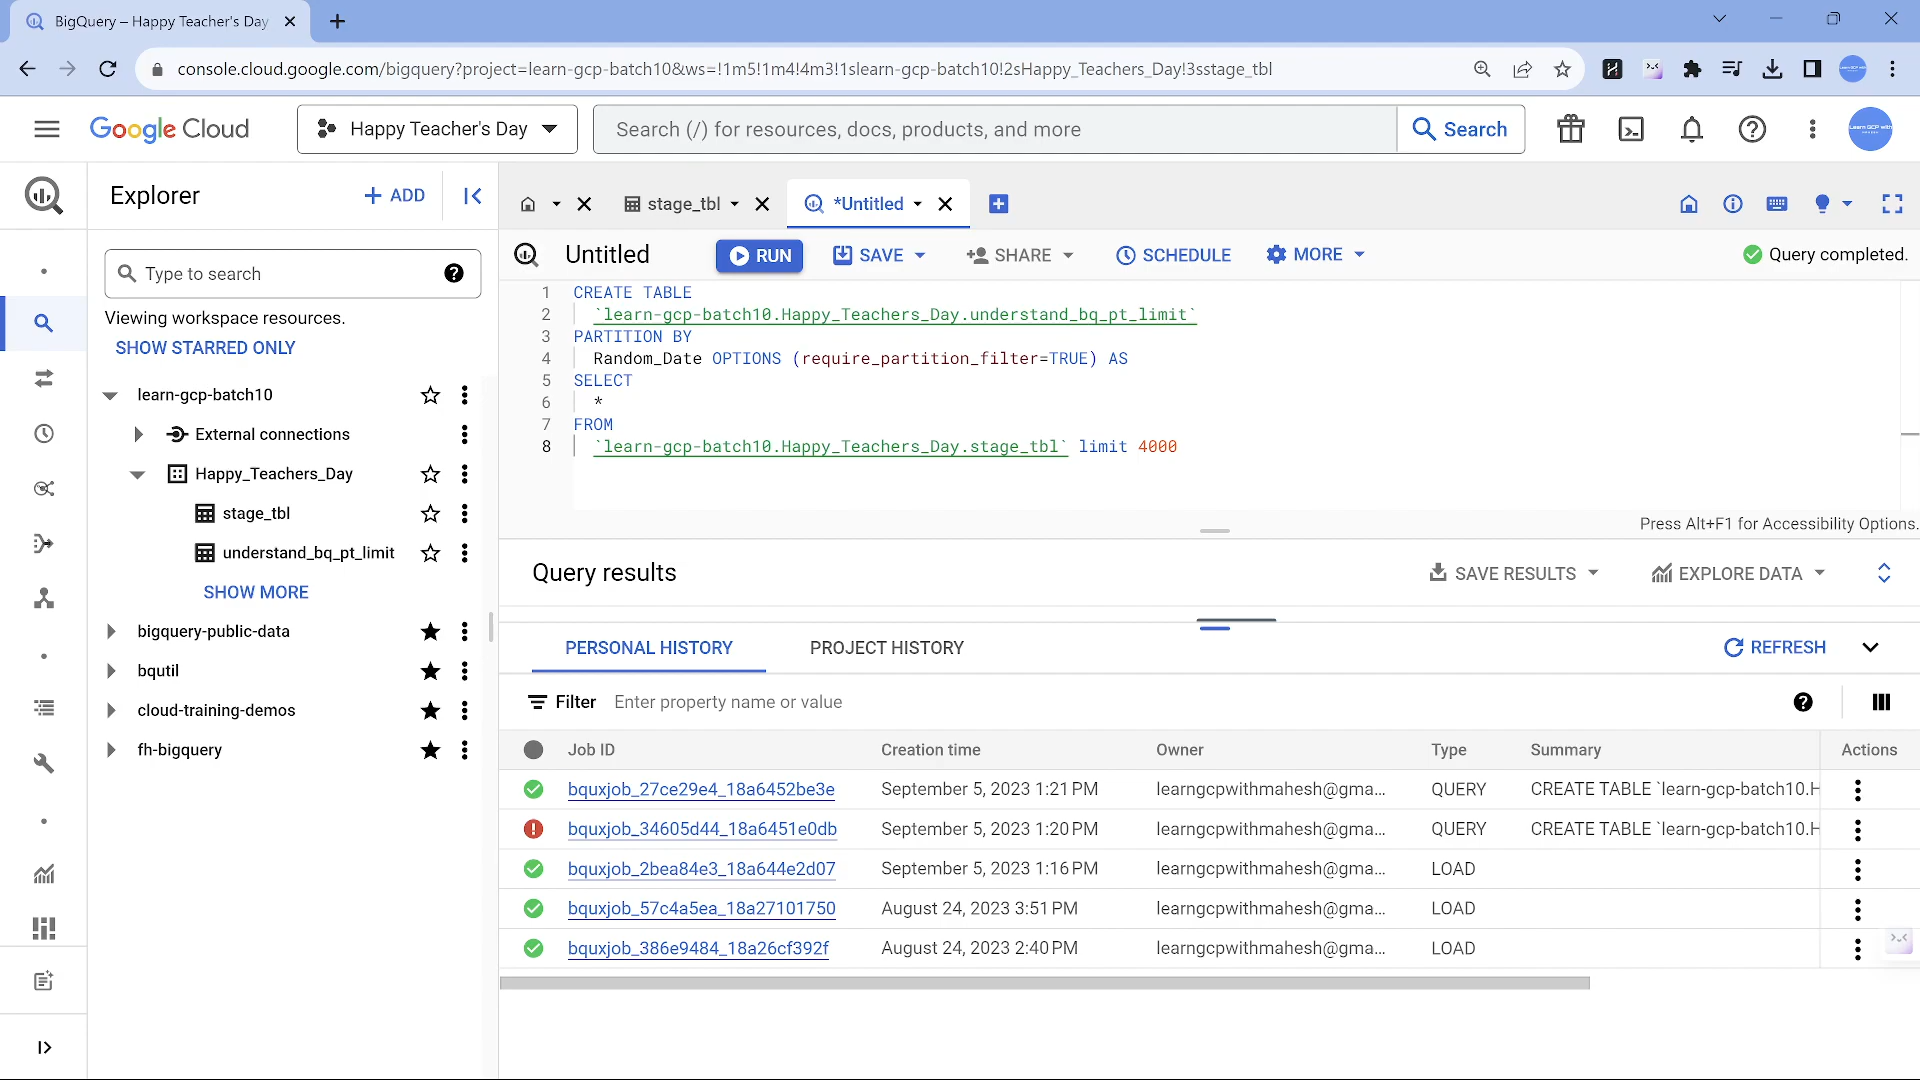 BigQuery – Happy Teacher's Day
console.cloud.google.com/bigquery?project=learn-gcp-batch10&ws=!1m5!1m4!4m3!1slearn-gcp-batch10!2sHappy_Teachers_Day!3sstage_tbl
Google Cloud
Happy Teacher's Day
Search (/) for resources, docs, products, and more
Search
Explorer
+ ADD
stage_tbl
*Untitled
Type to search
Untitled
RUN
SAVE
SHARE
SCHEDULE
MORE
Query completed.
Viewing workspace resources.
SHOW STARRED ONLY
learn-gcp-batch10
External connections
Happy_Teachers_Day
stage_tbl
understand_bq_pt_limit
SHOW MORE
bigquery-public-data
bqutil
cloud-training-demos
fh-bigquery
1 CREATE TABLE
2 `learn-gcp-batch10.Happy_Teachers_Day.understand_bq_pt_limit`
3 PARTITION BY
4 Random_Date OPTIONS (require_partition_filter=TRUE) AS
5 SELECT
6 *
7 FROM
8 `learn-gcp-batch10.Happy_Teachers_Day.stage_tbl` limit 4000
Press Alt+F1 for Accessibility Options.
Query results
SAVE RESULTS
EXPLORE DATA
PERSONAL HISTORY
PROJECT HISTORY
REFRESH
Filter Enter property name or value
Job ID Creation time Owner Type Summary Actions
bquxjob_27ce29e4_18a6452be3e September 5, 2023 1:21 PM learngcpwithmahesh@gma... QUERY CREATE TABLE `learn-gcp-batch10.H
bquxjob_34605d44_18a6451e0db September 5, 2023 1:20 PM learngcpwithmahesh@gma... QUERY CREATE TABLE `learn-gcp-batch10.H
bquxjob_2bea84e3_18a644e2d07 September 5, 2023 1:16 PM learngcpwithmahesh@gma... LOAD
bquxjob_57c4a5ea_18a27101750 August 24, 2023 3:51 PM learngcpwithmahesh@gma... LOAD
bquxjob_386e9484_18a26cf392f August 24, 2023 2:40 PM learngcpwithmahesh@gma... LOAD